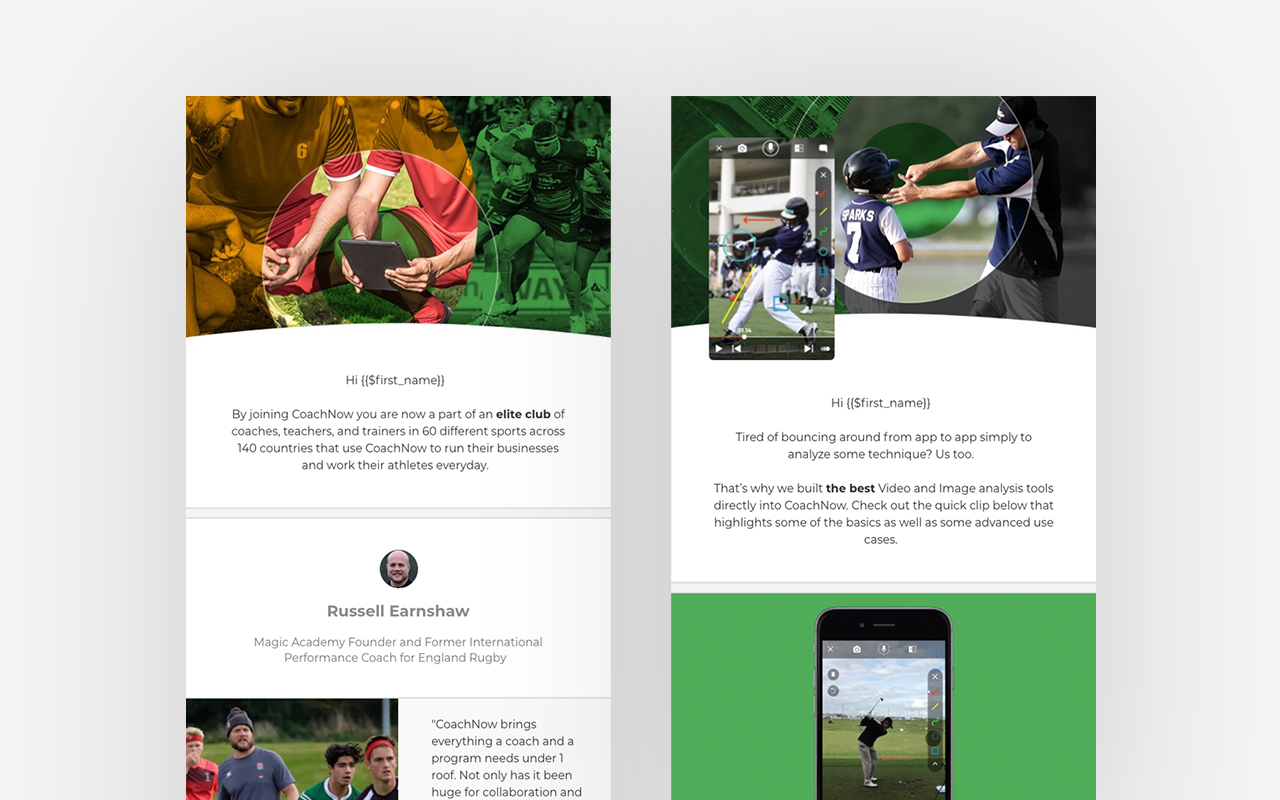 6
WAY
Hi {{$first_name}}
By joining CoachNow you are now a part of an elite club of
coaches, teachers, and trainers in 60 different sports across
140 countries that use CoachNow to run their businesses
and work their athletes everyday.
Russell Earnshaw
Magic Academy Founder and Former International
Performance Coach for England Rugby
"CoachNow brings
everything a coach and a
program needs under 1
roof. Not only has it been
huge for collaboration and
SPARKS
7
01:14
Hi {{$first_name}}
Tired of bouncing around from app to app simply to
analyze some technique? Us too.
That's why we built the best Video and Image analysis tools
directly into CoachNow. Check out the quick clip below that
highlights some of the basics as well as some advanced use
cases.